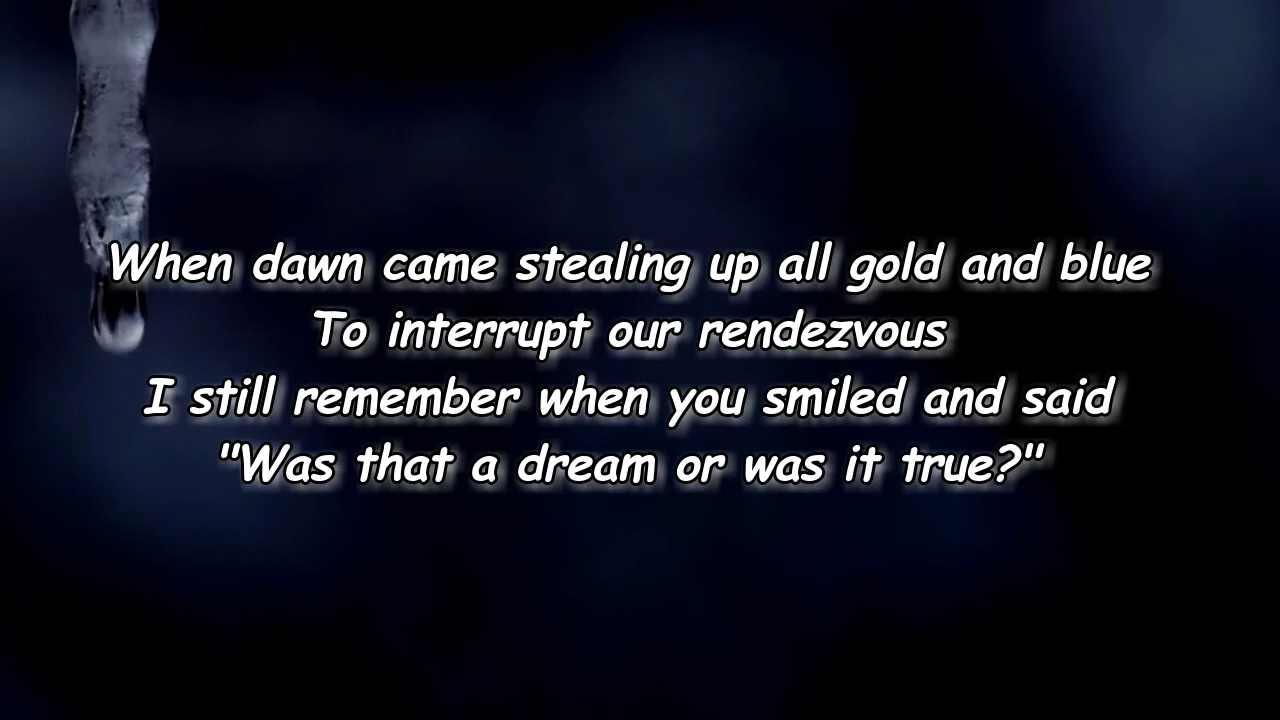 When dawn came stealing up all gold and blue
To interrupt our rendezvous
I still remember when you smiled and said
"Was that a dream or was it true?"